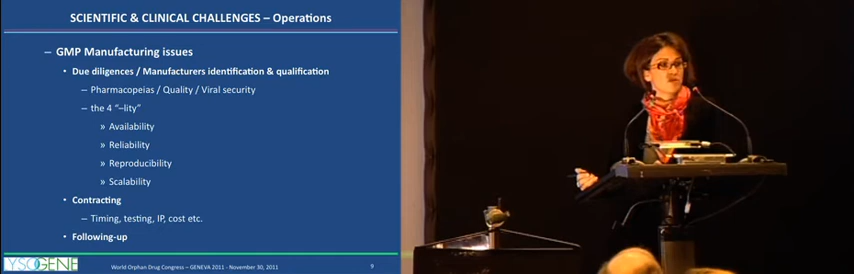 SCIENTIFIC & CLINICAL CHALLENGES – Operations
– GMP Manufacturing issues
• Due diligences / Manufacturers identification & qualification
– Pharmacopeias / Quality / Viral security
– the 4 “–lity”
» Availability
» Reliability
» Reproducibility
» Scalability
• Contracting
– Timing, testing, IP, cost etc.
• Following-up
LYSOGENE
World Orphan Drug Congress – GENEVA 2011 - November 30, 2011
9